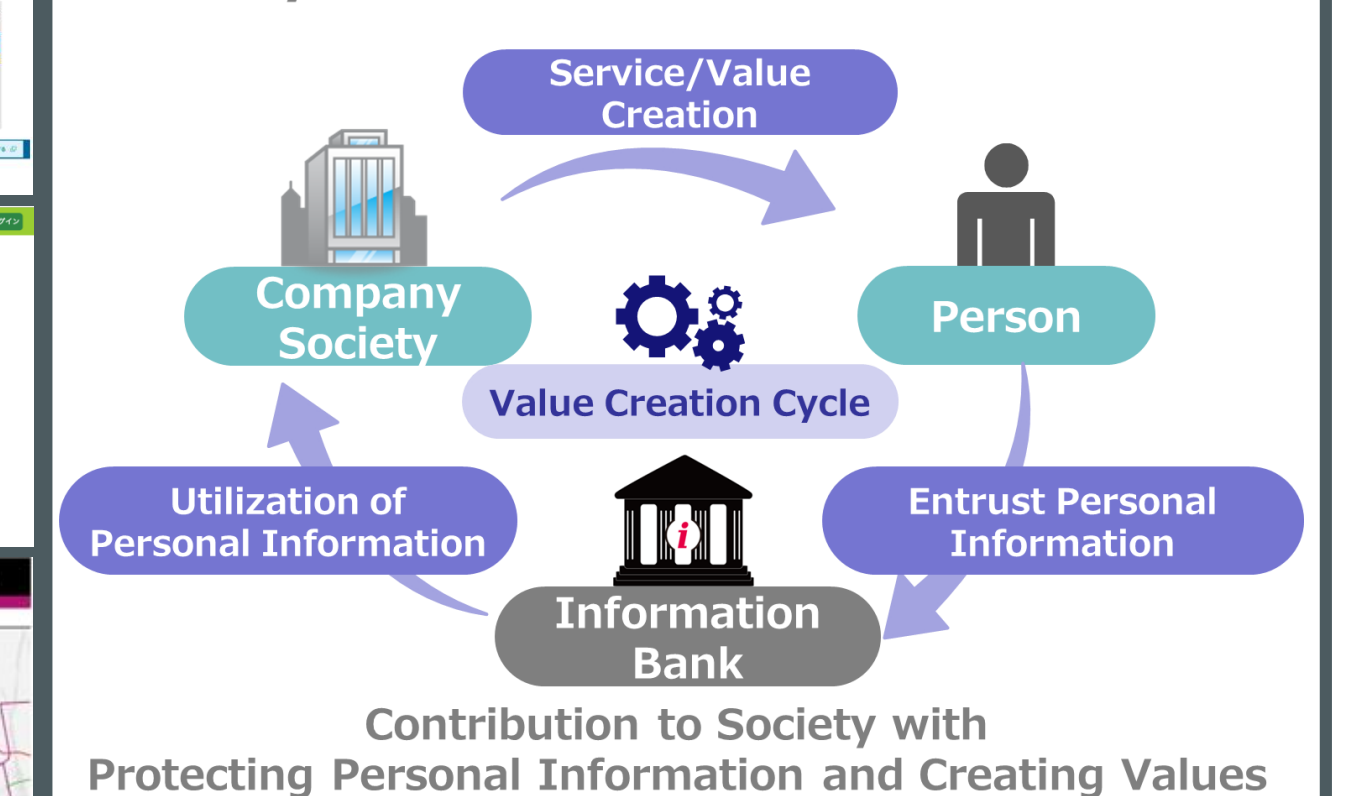 Service/Value
Creation
Company
Society
Person
Value Creation Cycle
Utilization of
Personal Information
Entrust Personal
Information
i
Information
Bank
Contribution to Society with
Protecting Personal Information and Creating Values